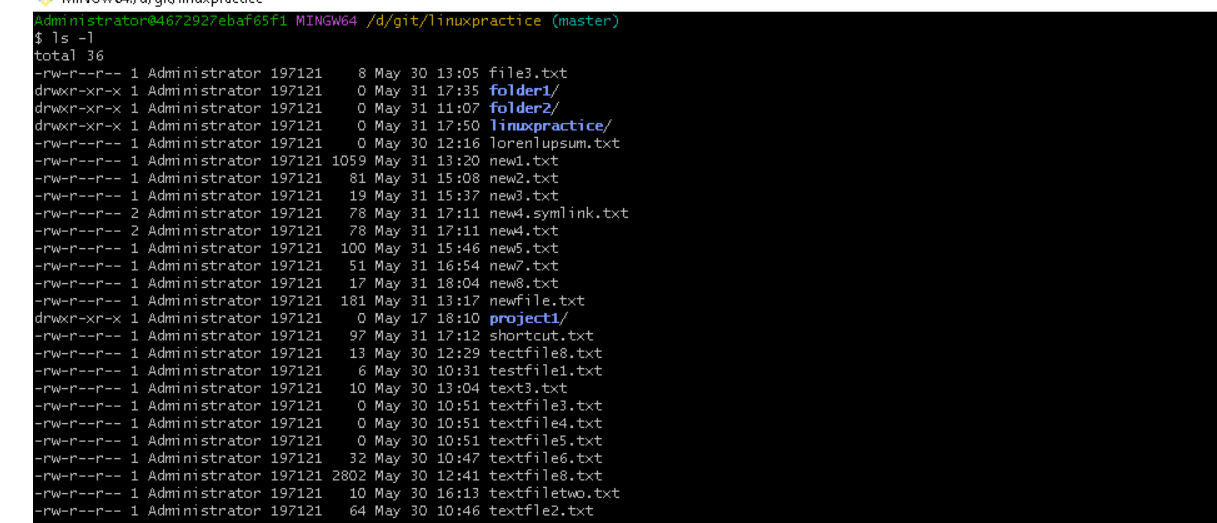 MINGW64:/d/git/linuxpractice
Administrator@4672927ebaf65f1 MINGW64 /d/git/linuxpractice (master)
$ ls -l
total 36
-rw-r--r-- 1 Administrator 197121    8 May 30 13:05 file3.txt
drwxr-xr-x 1 Administrator 197121    0 May 31 17:35 folder1/
drwxr-xr-x 1 Administrator 197121    0 May 31 11:07 folder2/
drwxr-xr-x 1 Administrator 197121    0 May 31 17:50 linuxpractice/
-rw-r--r-- 1 Administrator 197121    0 May 30 12:16 lorenlupsum.txt
-rw-r--r-- 1 Administrator 197121 1059 May 31 13:20 new1.txt
-rw-r--r-- 1 Administrator 197121   81 May 31 15:08 new2.txt
-rw-r--r-- 1 Administrator 197121   19 May 31 15:37 new3.txt
-rw-r--r-- 2 Administrator 197121   78 May 31 17:11 new4.symlink.txt
-rw-r--r-- 2 Administrator 197121   78 May 31 17:11 new4.txt
-rw-r--r-- 1 Administrator 197121  100 May 31 15:46 new5.txt
-rw-r--r-- 1 Administrator 197121   51 May 31 16:54 new7.txt
-rw-r--r-- 1 Administrator 197121   17 May 31 18:04 new8.txt
-rw-r--r-- 1 Administrator 197121  181 May 31 13:17 newfile.txt
drwxr-xr-x 1 Administrator 197121    0 May 17 18:10 project1/
-rw-r--r-- 1 Administrator 197121   97 May 31 17:12 shortcut.txt
-rw-r--r-- 1 Administrator 197121   13 May 30 12:29 tectfile8.txt
-rw-r--r-- 1 Administrator 197121    6 May 30 10:31 testfile1.txt
-rw-r--r-- 1 Administrator 197121   10 May 30 13:04 text3.txt
-rw-r--r-- 1 Administrator 197121    0 May 30 10:51 textfile3.txt
-rw-r--r-- 1 Administrator 197121    0 May 30 10:51 textfile4.txt
-rw-r--r-- 1 Administrator 197121    0 May 30 10:51 textfile5.txt
-rw-r--r-- 1 Administrator 197121   32 May 30 10:47 textfile6.txt
-rw-r--r-- 1 Administrator 197121 2802 May 30 12:41 textfile8.txt
-rw-r--r-- 1 Administrator 197121   10 May 30 16:13 textfiletwo.txt
-rw-r--r-- 1 Administrator 197121   64 May 30 10:46 textfle2.txt